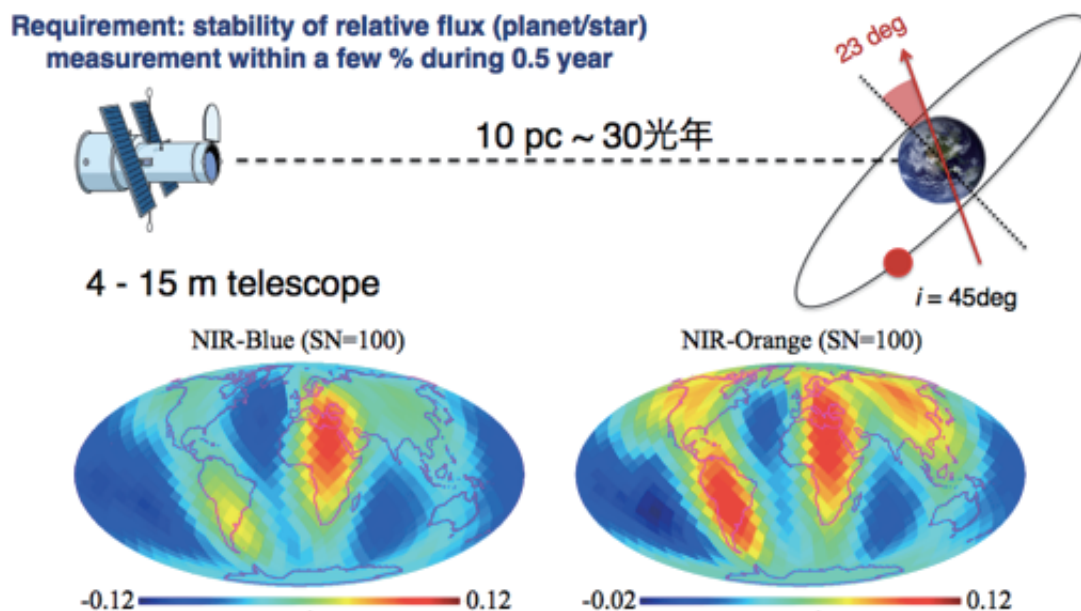 Requirement: stability of relative flux (planet/star)
measurement within a few % during 0.5 year
23 deg
10 pc ~ 30光年
4 - 15 m telescope
i = 45deg
NIR-Blue (SN=100)
NIR-Orange (SN=100)
-0.12 0.12
-0.02 0.12